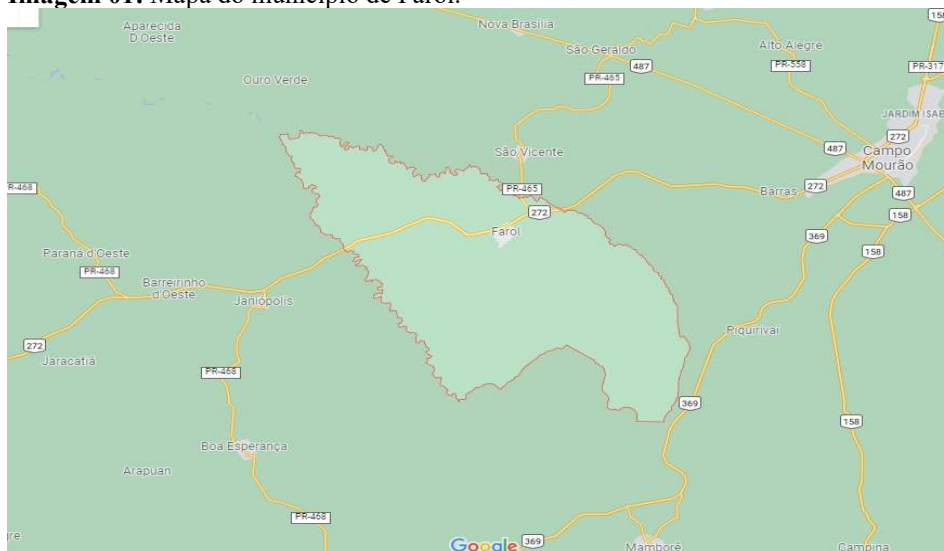 Imagem 01: Mapa do município de Farol.
Aparecida
D'Oeste
Nova Brasília
158
São Geraldo
Alto Alegre
487
PR-558
PR-317
PR-465
Ouro Verde
JARDIM ISAB
272
Campo
Mourão
487
São Vicente
PR-468
PR-465
Barras
272
487
272
158
Farol
369
158
Paraná d'Oeste
PR-468
Barreirinho
d'Oeste
Janiópolis
Piquirivaí
272
Jaracatiá
PR-468
369
158
Boa Esperança
Arapuan
PR-468
Google
369
Mamborê
Campina